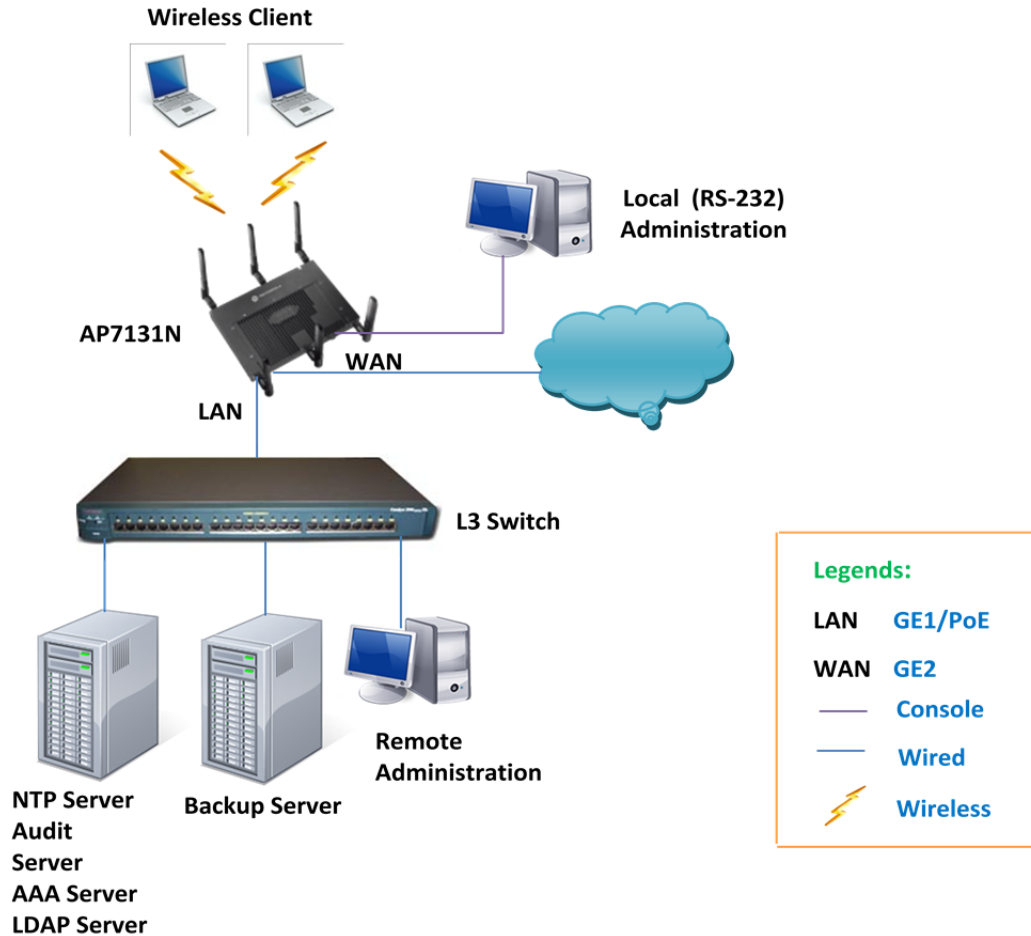 Wireless Client
Local (RS-232)
Administration
AP7131N
WAN
LAN
L3 Switch
Remote
Administration
NTP Server
Audit
Server
AAA Server
LDAP Server
Backup Server
Legends:
LAN GE1/PoE
WAN GE2
Console
Wired
Wireless